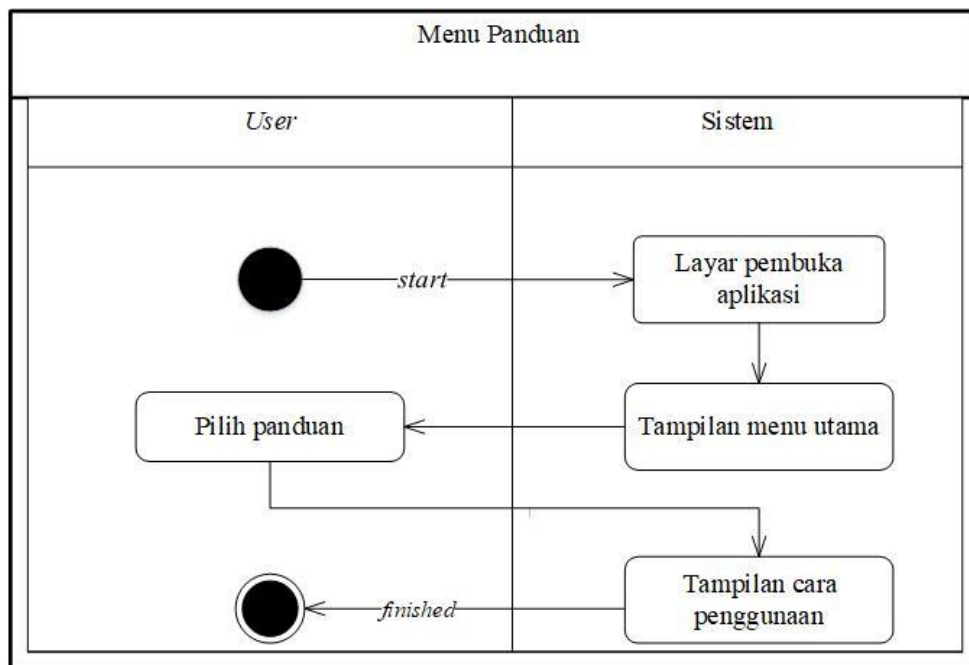 Menu Panduan
User
Sistem
start
Layar pembuka
aplikasi
Pilih panduan
Tampilan menu utama
finished
Tampilan cara
penggunaan